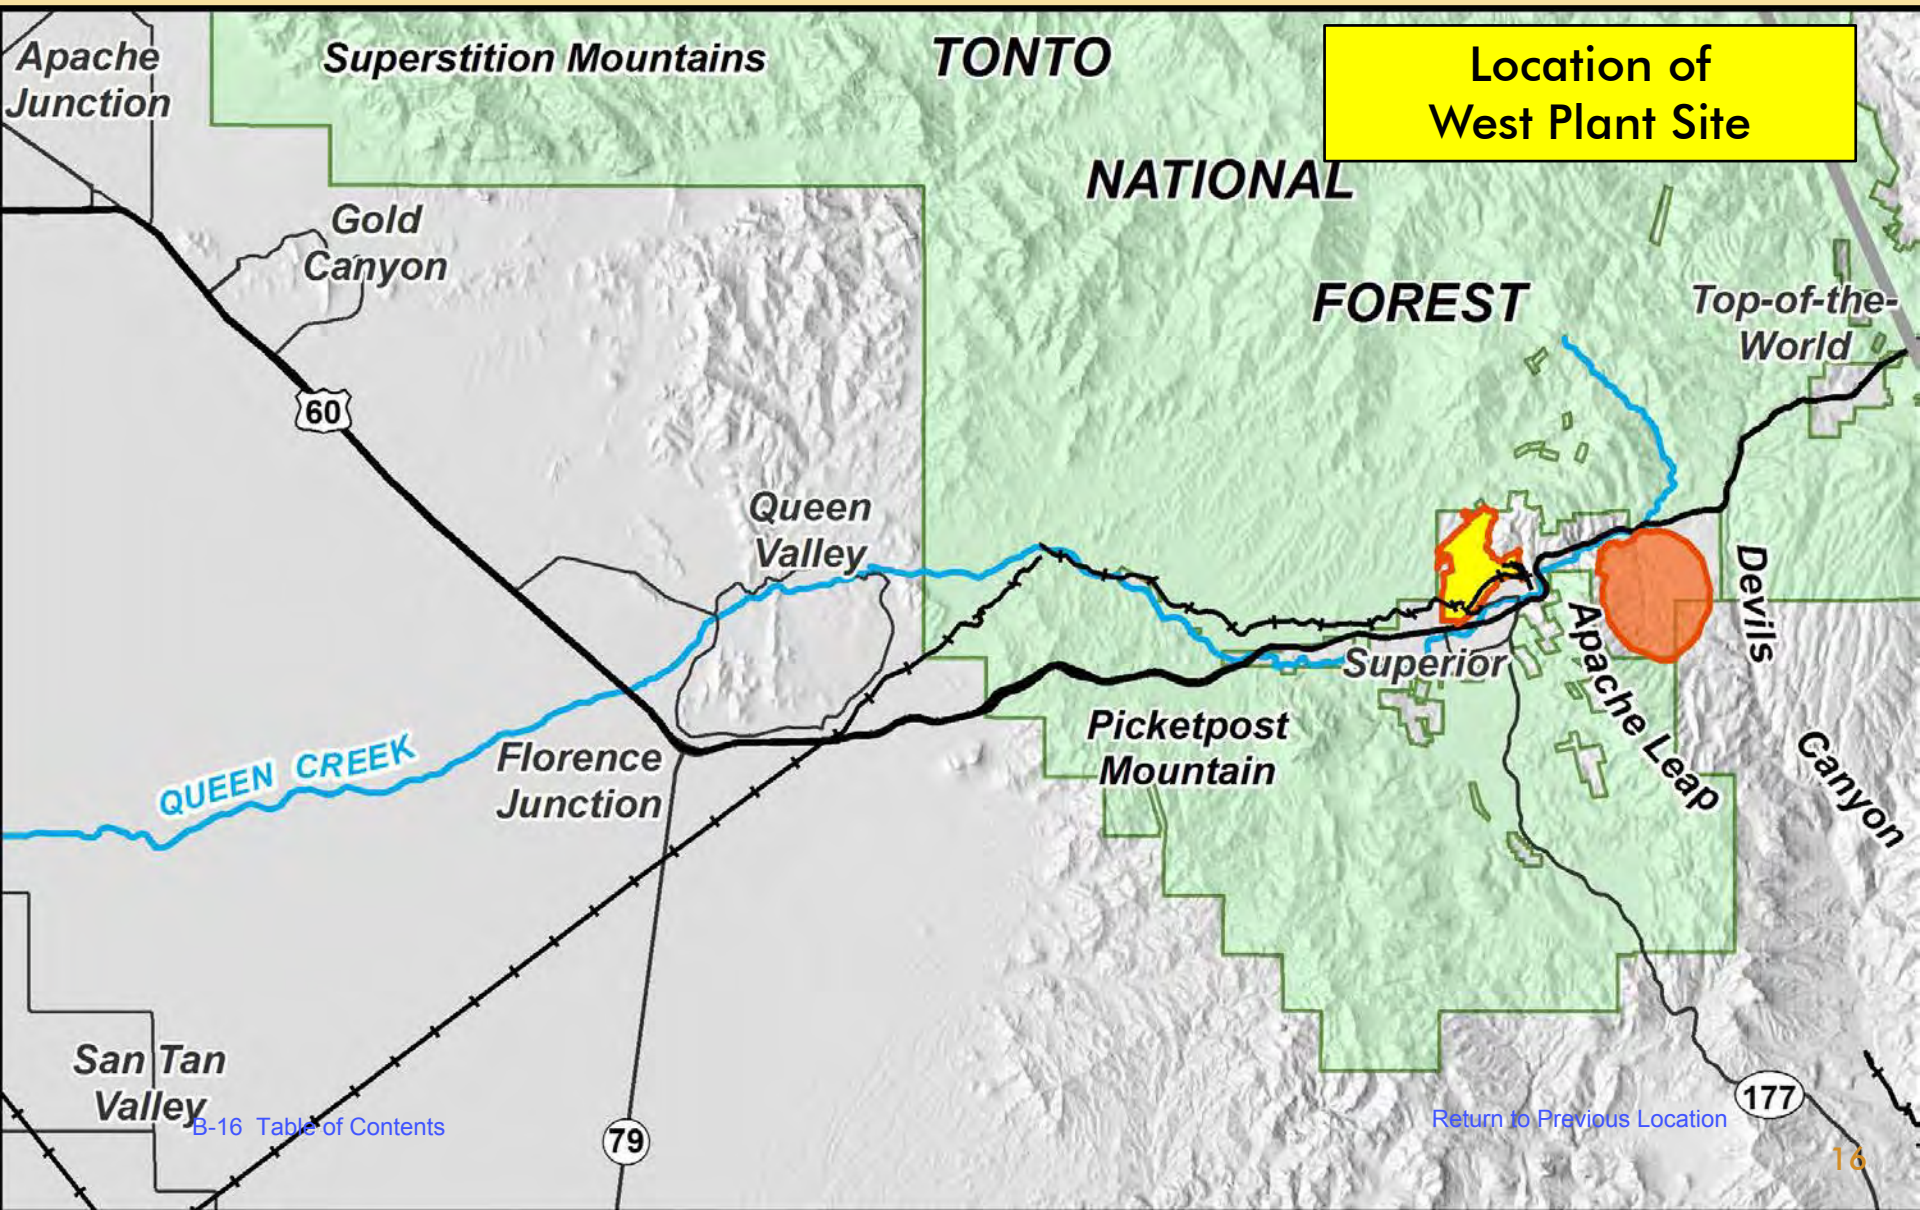 Location of
West Plant Site
Apache
Junction
Superstition Mountains
TONTO
NATIONAL
FOREST
Gold
Canyon
Top-of-the-
World
60
Queen
Valley
Devils
Canyon
Apache Leap
Superior
QUEEN CREEK
Florence
Junction
Picketpost
Mountain
San Tan
Valley
79
177
B-16 Table of Contents
Return to Previous Location
16